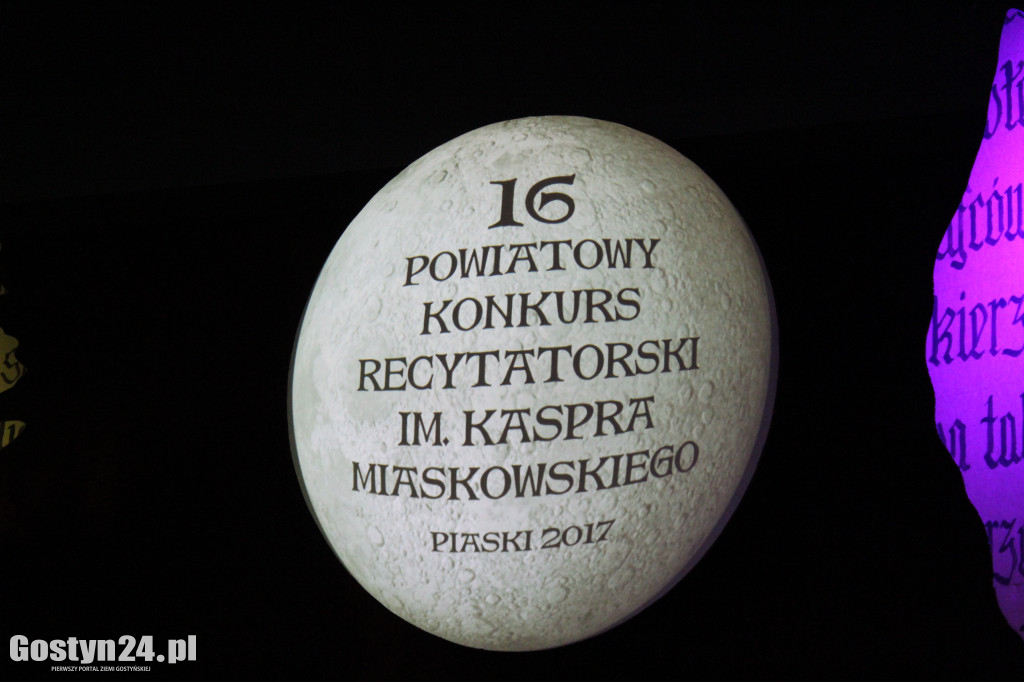 16
POWIATOWY
KONKURS
RECYTATORSKI
IM. KASPRA
MIASKOWSKIEGO
PIASKI 2017
Gostyn24.pl
PIERWSZY PORTAL ZIEMI GOSTYŃSKIEJ